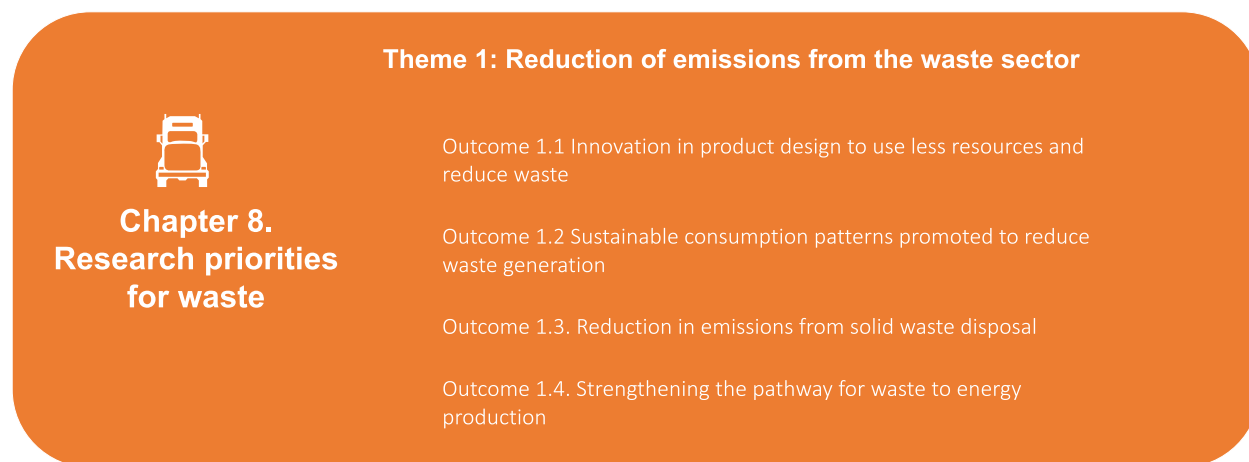 Theme 1: Reduction of emissions from the waste sector
Chapter 8.
Research priorities
for waste
Outcome 1.1 Innovation in product design to use less resources and
reduce waste
Outcome 1.2 Sustainable consumption patterns promoted to reduce
waste generation
Outcome 1.3. Reduction in emissions from solid waste disposal
Outcome 1.4. Strengthening the pathway for waste to energy
production